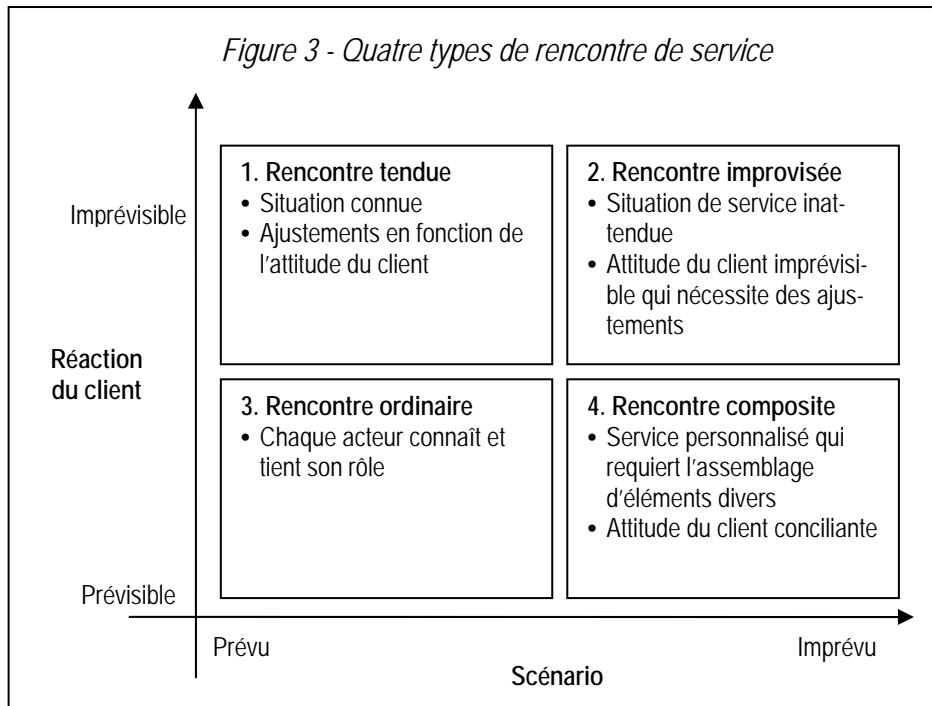 Figure 3 - Quatre types de rencontre de service
Imprévisible
1. Rencontre tendue
• Situation connue
• Ajustements en fonction de
l'attitude du client
2. Rencontre improvisée
• Situation de service inat-
tendue
• Attitude du client imprévisi-
ble qui nécessite des ajus-
tements
Réaction
du client
3. Rencontre ordinaire
• Chaque acteur connaît et
tient son rôle
4. Rencontre composite
• Service personnalisé qui
requiert l'assemblage
d'éléments divers
• Attitude du client conciliante
Prévisible
Prévu
Imprévu
Scénario